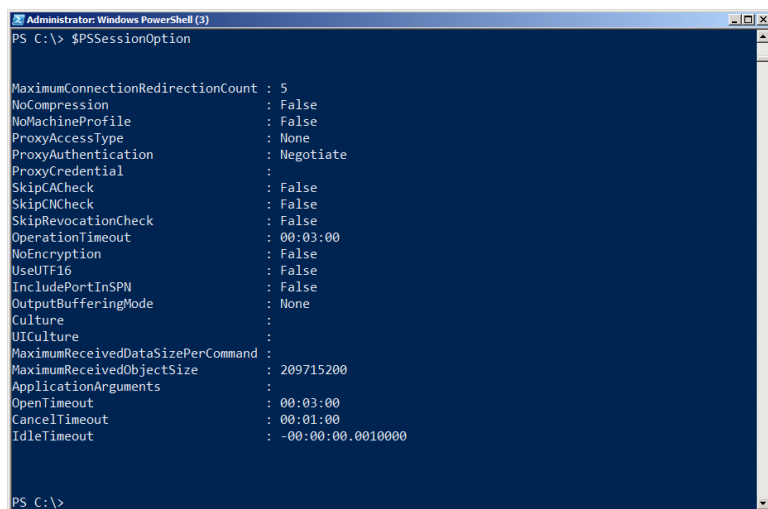 Administrator: Windows PowerShell (3)
PS C:\> $PSSessionOption
MaximumConnectionRedirectionCount : 5
NoCompression                     : False
NoMachineProfile                  : False
ProxyAccessType                   : None
ProxyAuthentication               : Negotiate
ProxyCredential                   :
SkipCACheck                       : False
SkipCNCheck                       : False
SkipRevocationCheck               : False
OperationTimeout                  : 00:03:00
NoEncryption                      : False
UseUTF16                          : False
IncludePortInSPN                  : False
OutputBufferingMode               : None
Culture                           :
UICulture                         :
MaximumReceivedDataSizePerCommand :
MaximumReceivedObjectSize         : 209715200
ApplicationArguments              :
OpenTimeout                       : 00:03:00
CancelTimeout                     : 00:01:00
IdleTimeout                       : -00:00:00.0010000
PS C:\>